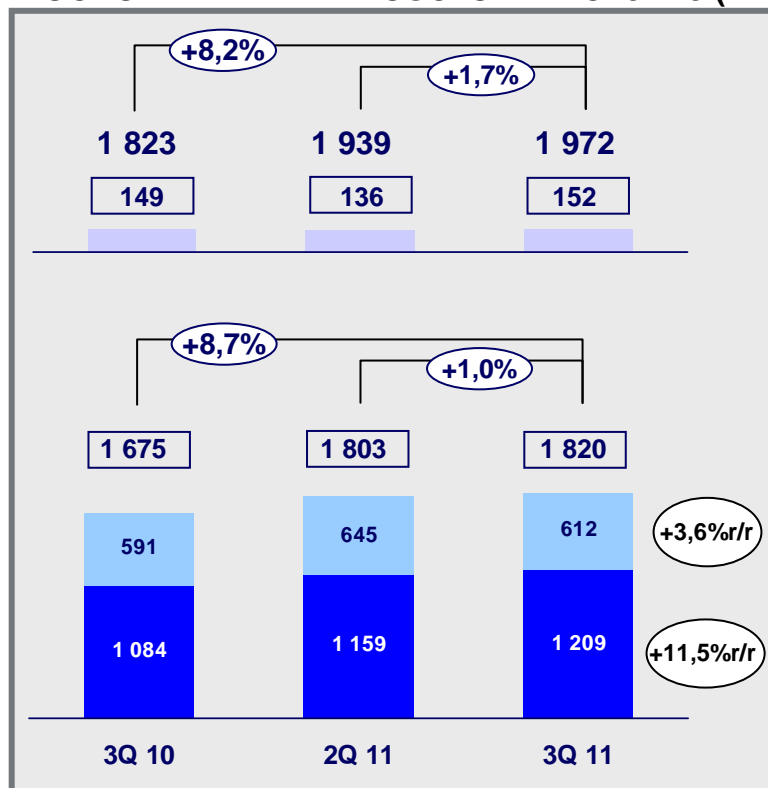 +8,2%
+1,7%
1 823 1 939 1 972
149 136 152
+8,7%
+1,0%
1 675 1 803 1 820
591 645 612 +3,6%r/r
1 084 1 159 1 209 +11,5%r/r
3Q 10 2Q 11 3Q 11